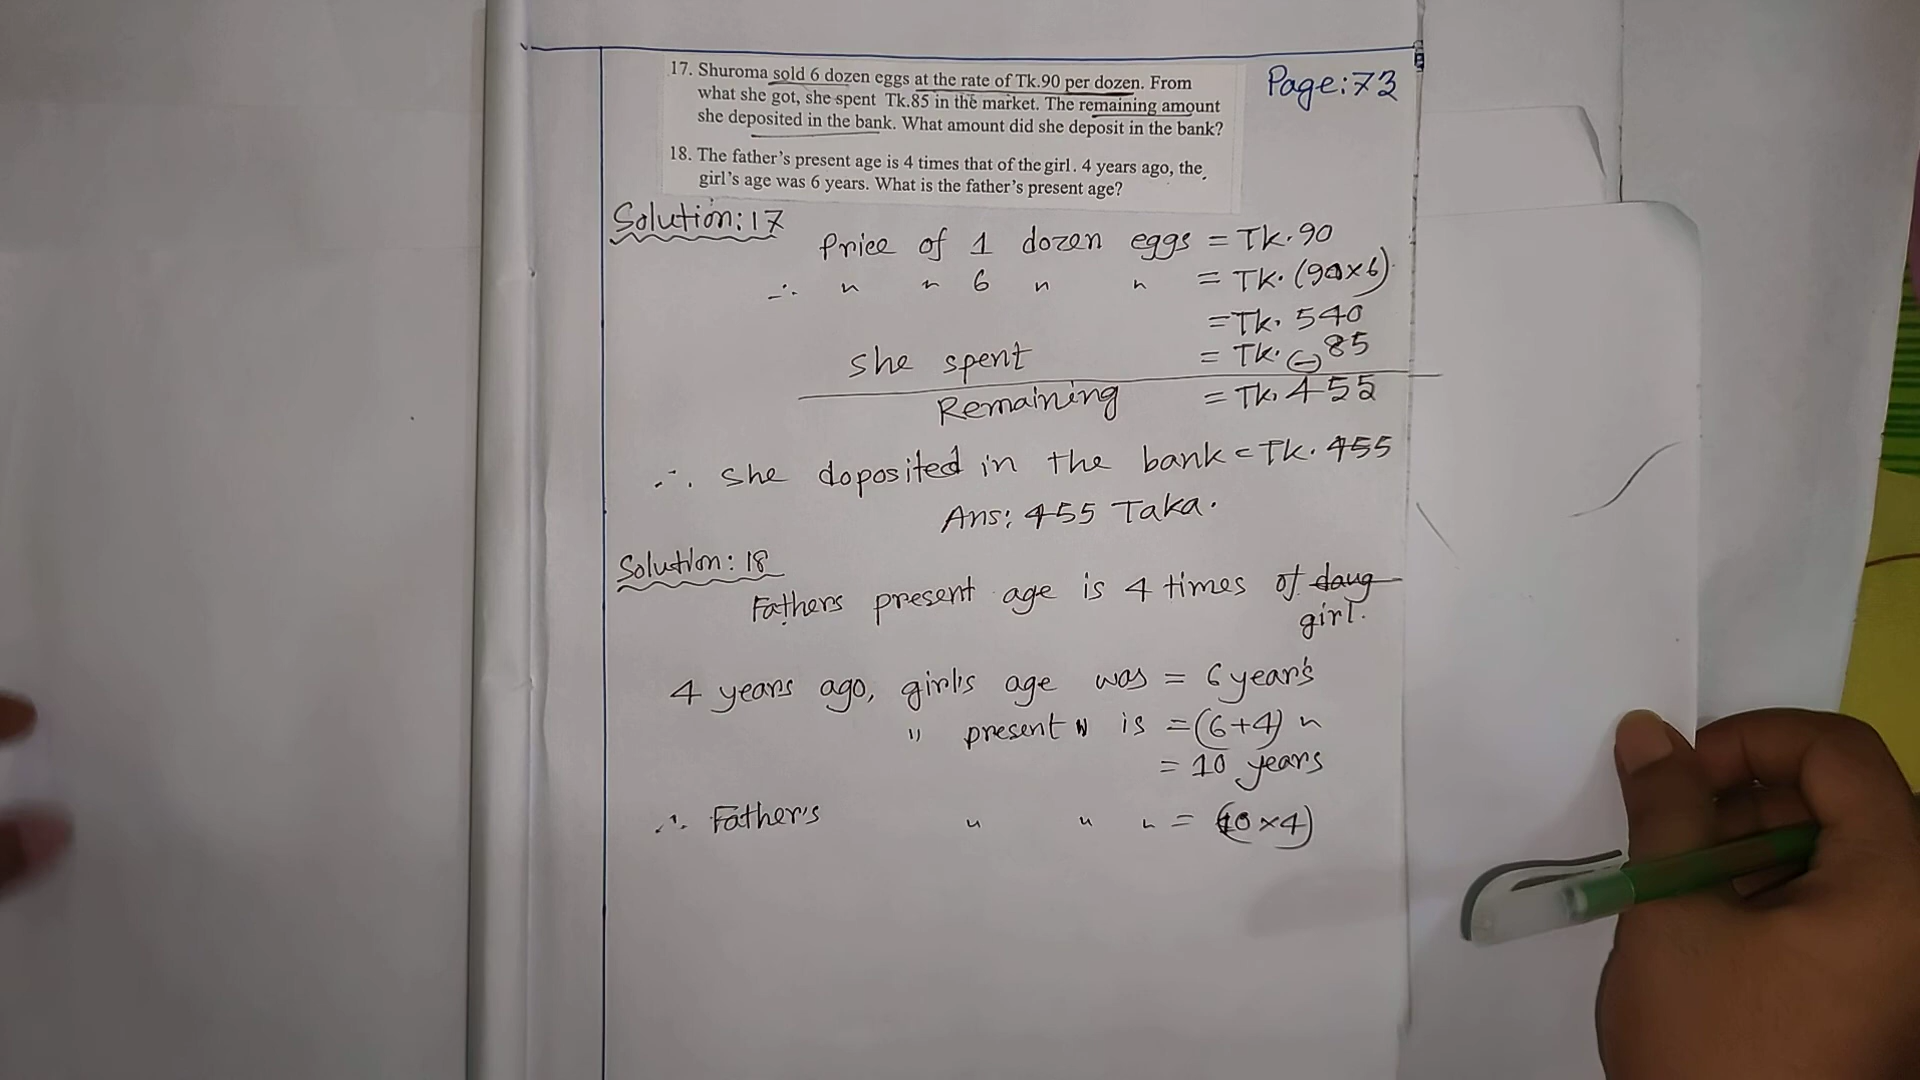 17. Shuroma sold 6 dozen eggs at the rate of Tk.90 per dozen. From
what she got, she spent Tk.85 in the market. The remaining amount
she deposited in the bank. What amount did she deposit in the bank?
Page:73
18. The father's present age is 4 times that of the girl. 4 years ago, the
girl's age was 6 years. What is the father's present age?
Solution:17
Price of 1 dozen eggs = Tk.90
∴ " " 6 " " = Tk. (90x6)
=Tk. 540
she spent = Tk. (-) 85
Remaining = Tk. 455
∴ she doposited in the bank = Tk. 455
Ans: 455 Taka.
Solution: 18
Fathers present age is 4 times of daug
girl.
4 years ago, girl's age was = 6 year's
" present " is =(6+4) "
= 10 years
∴ Father's " " " = (10x4)